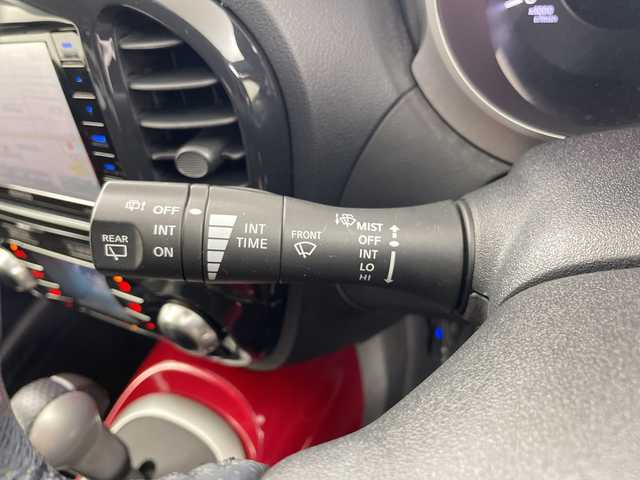 OFF
INT
ON
REAR
INT
TIME
FRONT
MIST
OFF
INT
LO
HI